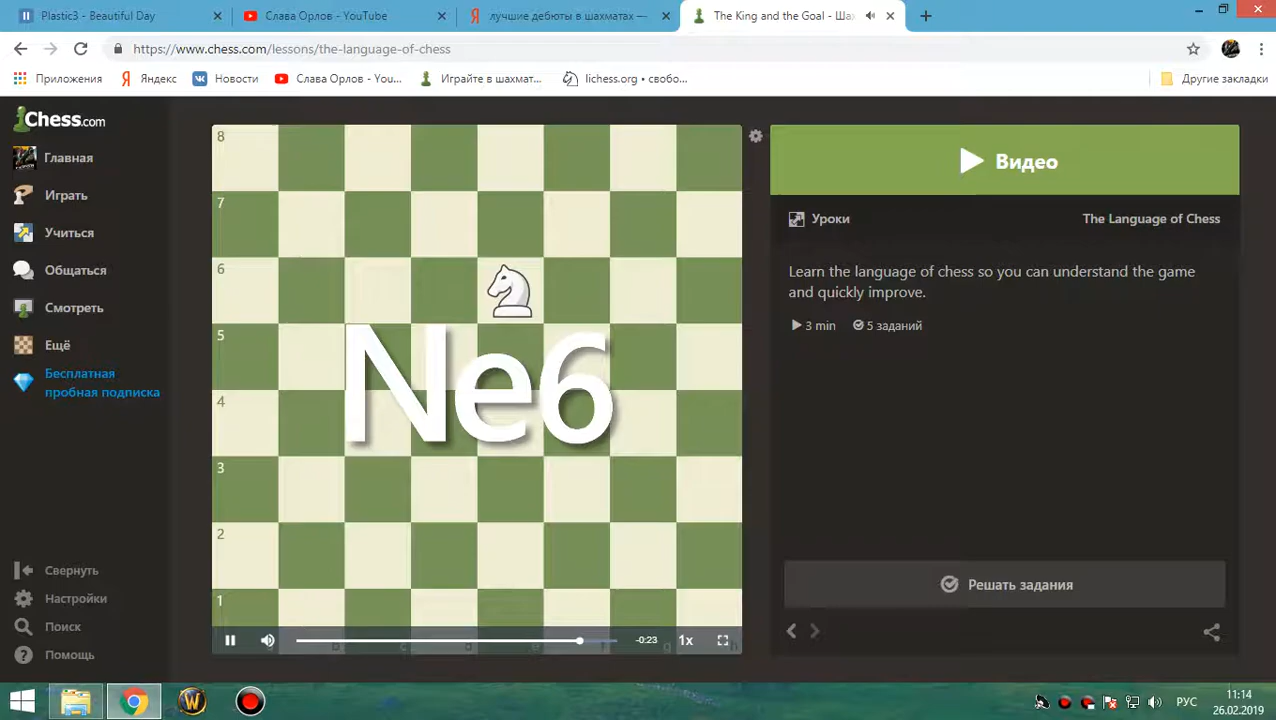 Plastic3 - Beautiful Day
Слава Орлов - YouTube
лучшие дебюты в шахматах —
The King and the Goal - Ша
https://www.chess.com/lessons/the-language-of-chess
Приложения
Яндекс
Новости
Слава Орлов - You...
Играйте в шахмат...
lichess.org • свобо...
Другие закладки
Chess.com
Главная
Играть
Учиться
Общаться
Смотреть
Ещё
Бесплатная
пробная подписка
Свернуть
Настройки
Поиск
Помощь
8
7
6
5
4
3
2
1
Ne6
-0:23
1x
Видео
Уроки
The Language of Chess
Learn the language of chess so you can understand the game
and quickly improve.
3 min
5 заданий
Решать задания
РУС
11:14
26.02.2019